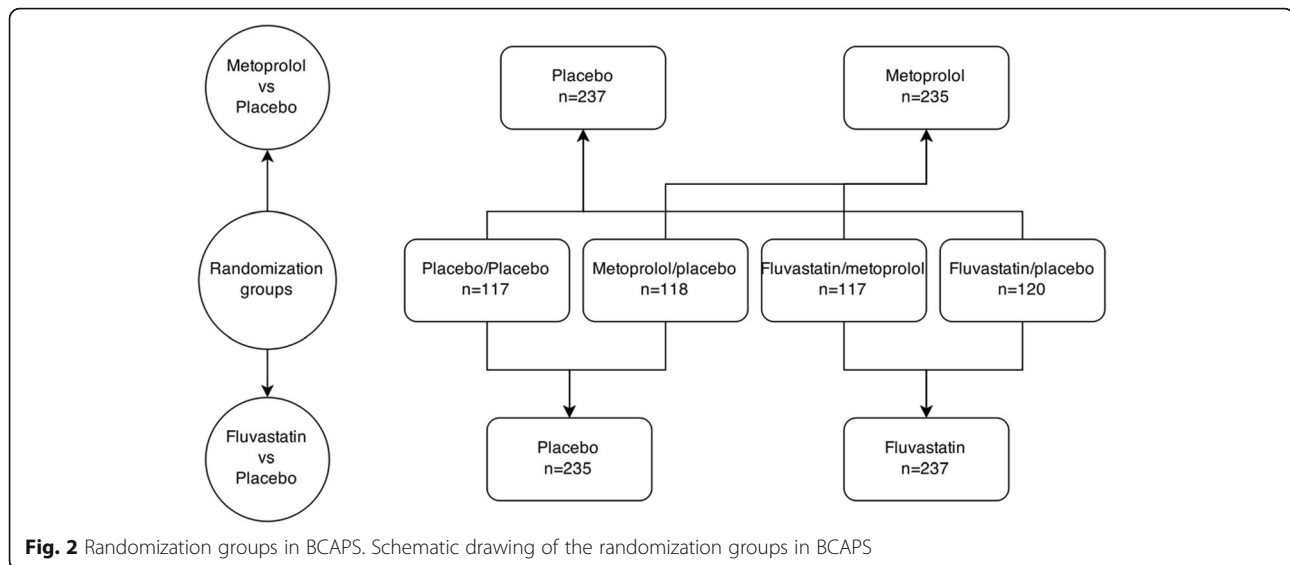 Metoprolol
vs
Placebo
Placebo
n=237
Metoprolol
n=235
Randomization
groups
Placebo/Placebo
n=117
Metoprolol/placebo
n=118
Fluvastatin/metoprolol
n=117
Fluvastatin/placebo
n=120
Fluvastatin
vs
Placebo
Placebo
n=235
Fluvastatin
n=237
Fig. 2 Randomization groups in BCAPS. Schematic drawing of the randomization groups in BCAPS